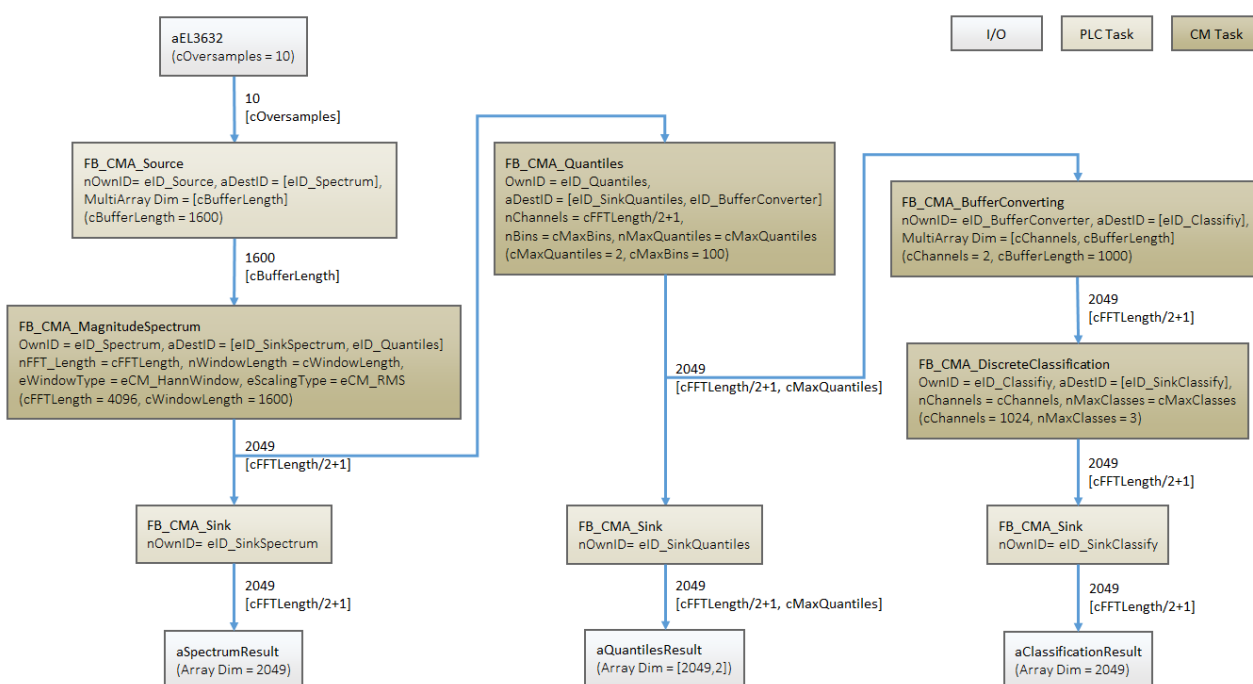 aEL3632
(cOversamples = 10)
I/O
PLC Task
CM Task
10
[cOversamples]
FB_CMA_Source
nOwnID= eID_Source, aDestID = [eID_Spectrum],
MultiArray Dim = [cBufferLength]
(cBufferLength = 1600)
1600
[cBufferLength]
FB_CMA_MagnitudeSpectrum
OwnID = eID_Spectrum, aDestID = [eID_SinkSpectrum, eID_Quantiles]
nFFT_Length = cFFTLength, nWindowLength = cWindowLength,
eWindowType = eCM_HannWindow, eScalingType = eCM_RMS
(cFFTLength = 4096, cWindowLength = 1600)
2049
[cFFTLength/2+1]
FB_CMA_Sink
nOwnID= eID_SinkSpectrum
2049
[cFFTLength/2+1]
aSpectrumResult
(Array Dim = 2049)
FB_CMA_Quantiles
OwnID = eID_Quantiles,
aDestID = [eID_SinkQuantiles, eID_BufferConverter]
nChannels = cFFTLength/2+1,
nBins = cMaxBins, nMaxQuantiles = cMaxQuantiles
(cMaxQuantiles = 2, cMaxBins = 100)
2049
[cFFTLength/2+1, cMaxQuantiles]
FB_CMA_Sink
nOwnID= eID_SinkQuantiles
2049
[cFFTLength/2+1, cMaxQuantiles]
aQuantilesResult
(Array Dim = [2049,2])
FB_CMA_BufferConverting
nOwnID= eID_BufferConverter, aDestID = [eID_Classifiy],
MultiArray Dim = [cChannels, cBufferLength]
(cChannels = 2, cBufferLength = 1000)
2049
[cFFTLength/2+1]
FB_CMA_DiscreteClassification
OwnID = eID_Classifiy, aDestID = [eID_SinkClassify],
nChannels = cChannels, nMaxClasses = cMaxClasses
(cChannels = 1024, nMaxClasses = 3)
2049
[cFFTLength/2+1]
FB_CMA_Sink
nOwnID= eID_SinkClassify
2049
[cFFTLength/2+1]
aClassificationResult
(Array Dim = 2049)